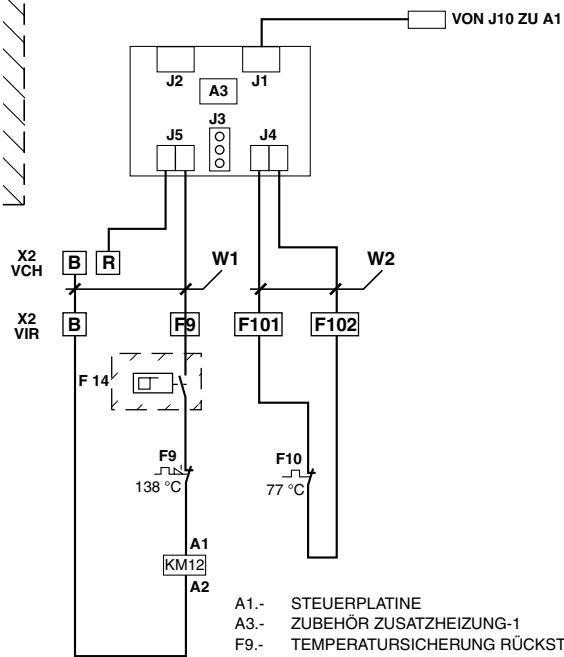 VON J10 ZU A1
J2 J1
A3
J3
J5 J4
X2
VCH
B R
W1 W2
X2
VIR
B F9 F101 F102
F 14
F9
138 °C
F10
77 °C
A1
KM12
A2
A1.- STEUERPLATINE
A3.- ZUBEHÖR ZUSATZHEIZUNG-1
F9.- TEMPERATURSICHERUNG RÜCKST